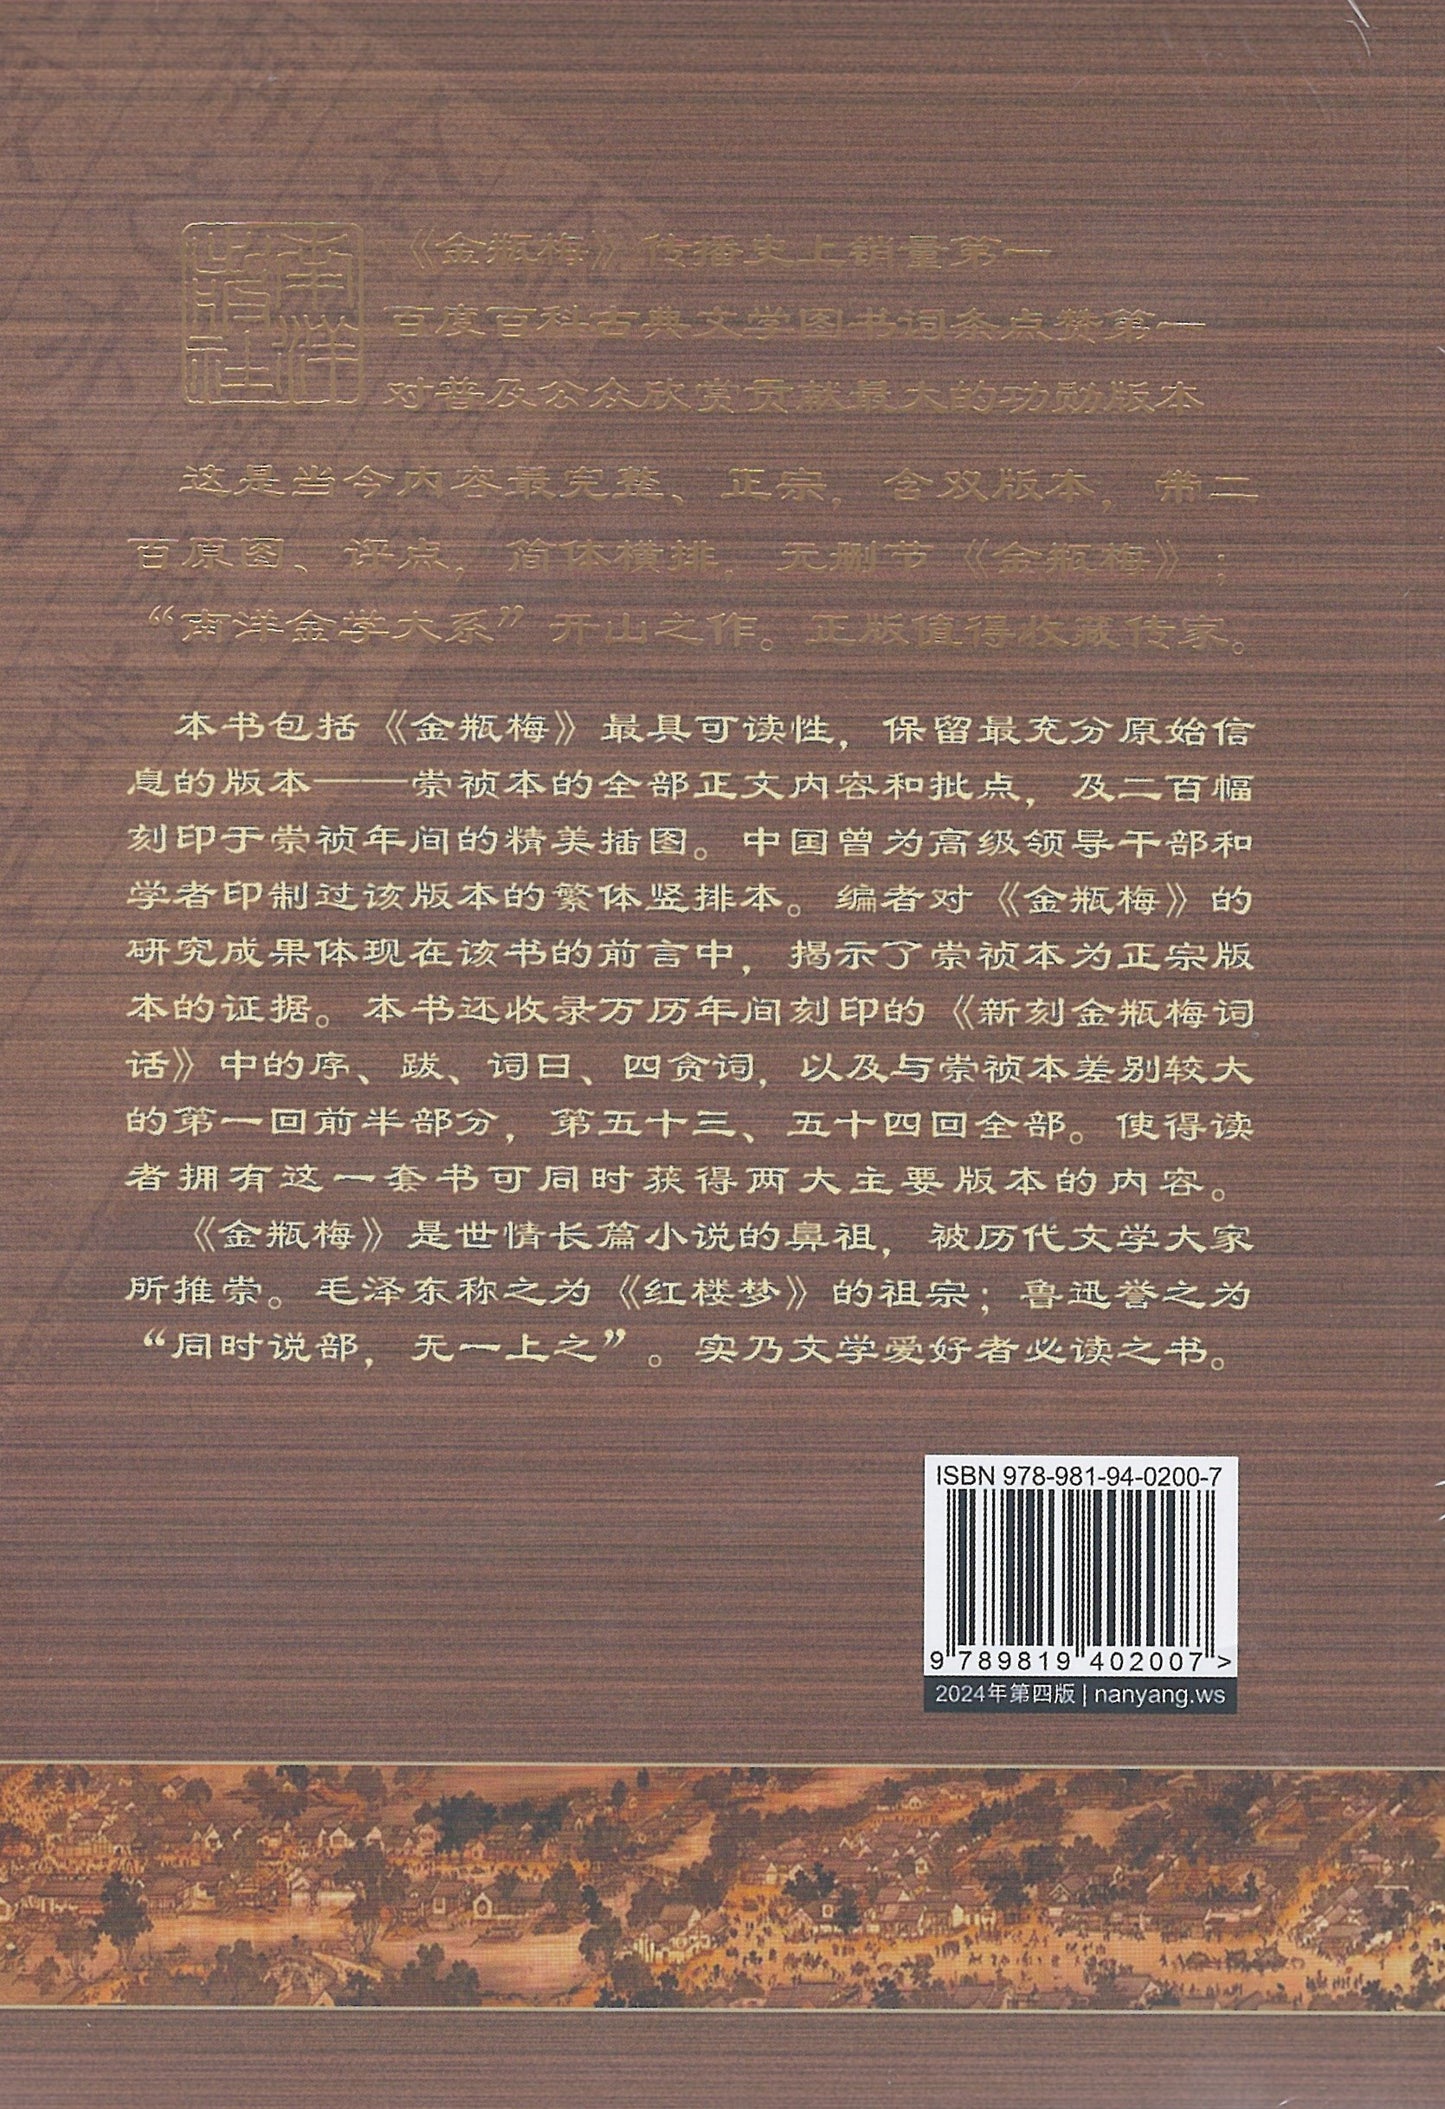 南洋
出版社
《金瓶梅》传播史上销量第一
百度百科古典文学图书词条点赞第一
对普及公众欣赏贡献最大的功勋版本
这是当今内容最完整、正宗，含双版本，带二
百原图、评点，简体横排，无删节《金瓶梅》；
“南洋金学大系”开山之作。正版值得收藏传家。
本书包括《金瓶梅》最具可读性，保留最充分原始信
息的版本——崇祯本的全部正文内容和批点，及二百幅
刻印于崇祯年间的精美插图。中国曾为高级领导干部和
学者印制过该版本的繁体竖排本。编者对《金瓶梅》的
研究成果体现在该书的前言中，揭示了崇祯本为正宗版
本的证据。本书还收录万历年间刻印的《新刻金瓶梅词
话》中的序、跋、词曰、四贪词，以及与崇祯本差别较大
的第一回前半部分，第五十三、五十四回全部。使得读
者拥有这一套书可同时获得两大主要版本的内容。
《金瓶梅》是世情长篇小说的鼻祖，被历代文学大家
所推崇。毛泽东称之为《红楼梦》的祖宗；鲁迅誉之为
“同时说部，无一上之”。实乃文学爱好者必读之书。
ISBN 978-981-94-0200-7
9 789819 402007 >
2024年第四版 | nanyang.ws